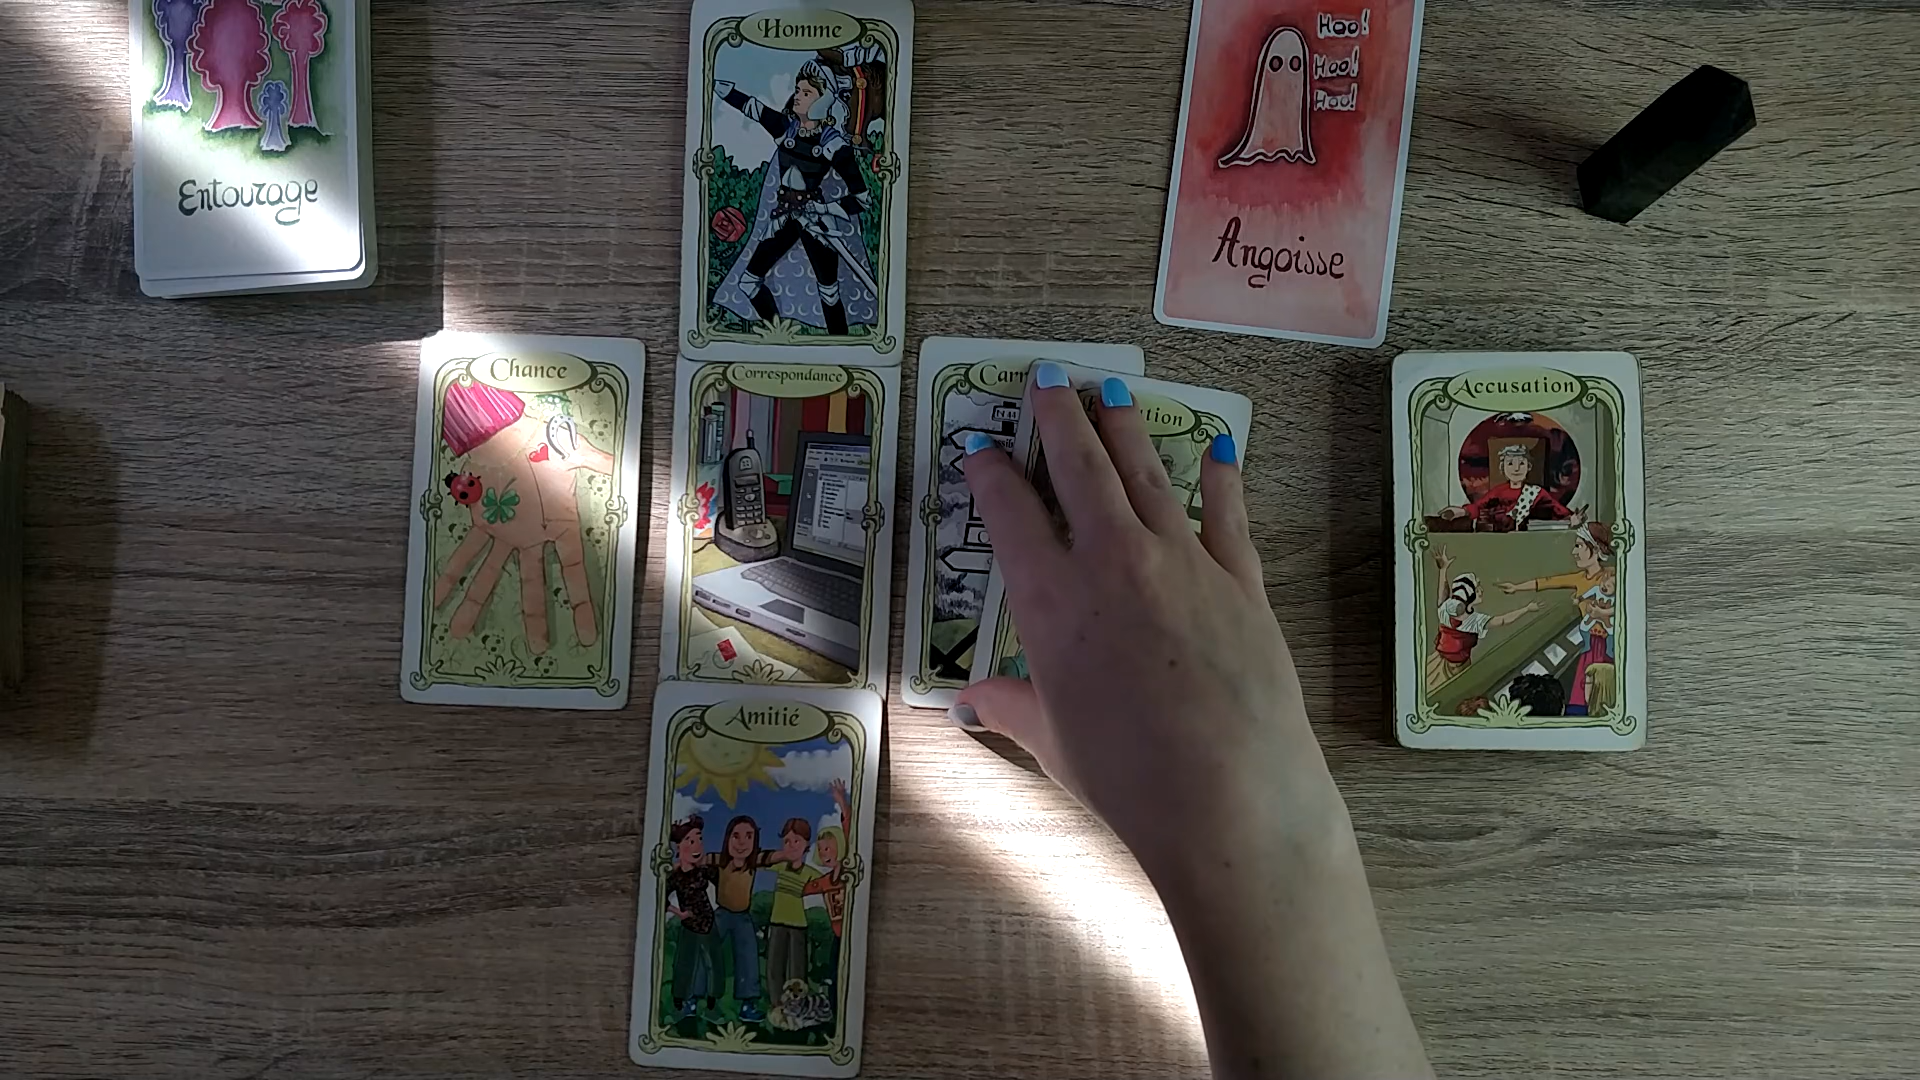 Entourage
Homme
Hoo!
Hoo!
Hoo!
Angoisse
Chance
Correspondance
Accusation
Amitié